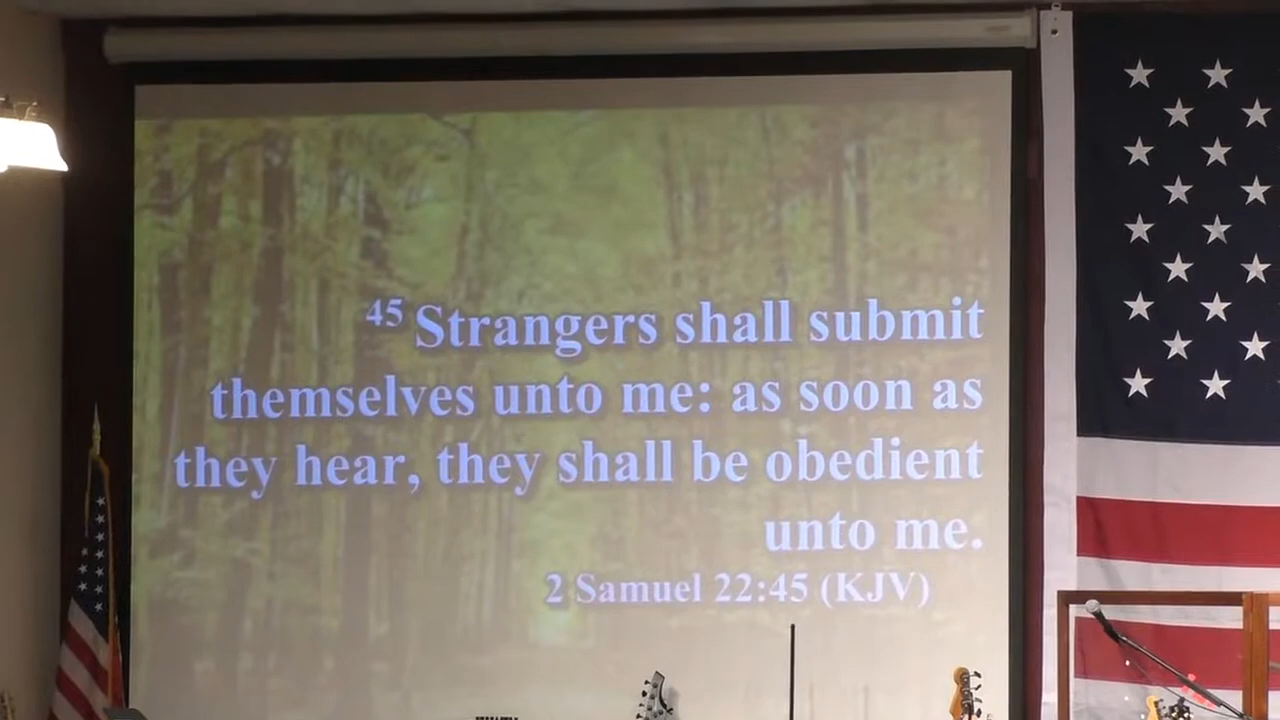 45 Strangers shall submit
themselves unto me: as soon as
they hear, they shall be obedient
unto me.
2 Samuel 22:45 (KJV)